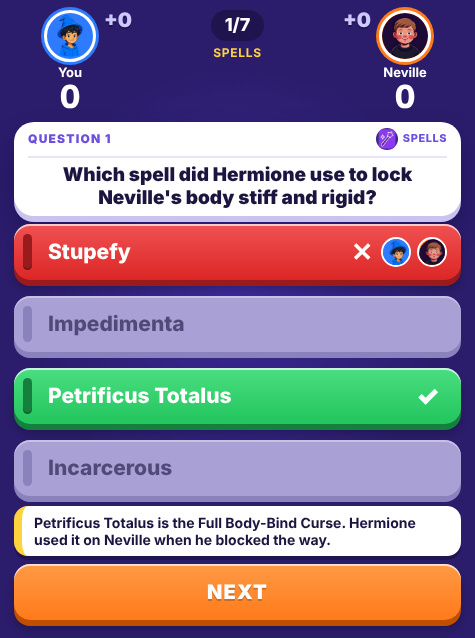 +0
1/7
+0
SPELLS
You
Neville
0
0
QUESTION 1
SPELLS
Which spell did Hermione use to lock
Neville's body stiff and rigid?
Stupefy
Impedimenta
Petrificus Totalus
Incarcerous
Petrificus Totalus is the Full Body-Bind Curse. Hermione
used it on Neville when he blocked the way.
NEXT